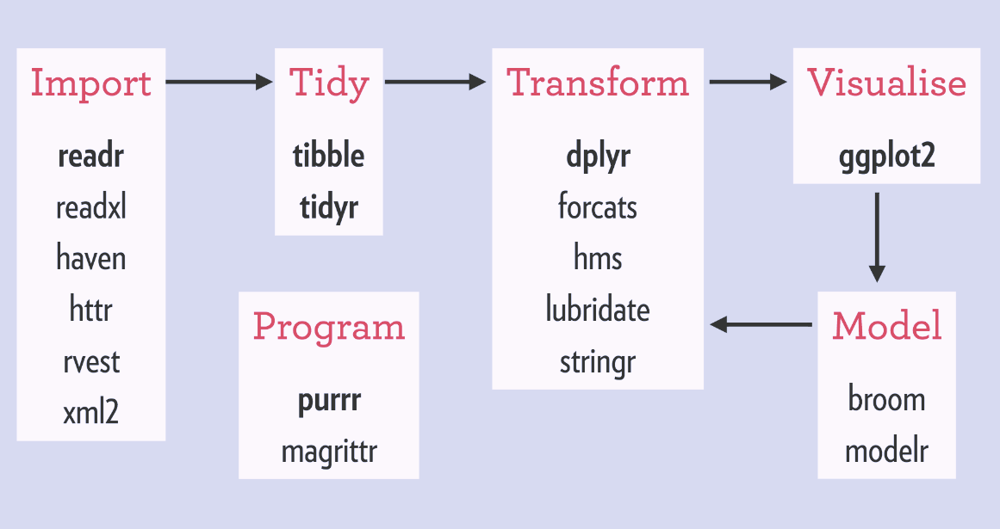 Import
readr
readxl
haven
httr
rvest
xml2
Tidy
tibble
tidyr
Program
purrr
magrittr
Transform
dplyr
forcats
hms
lubridate
stringr
Visualise
ggplot2
Model
broom
modelr